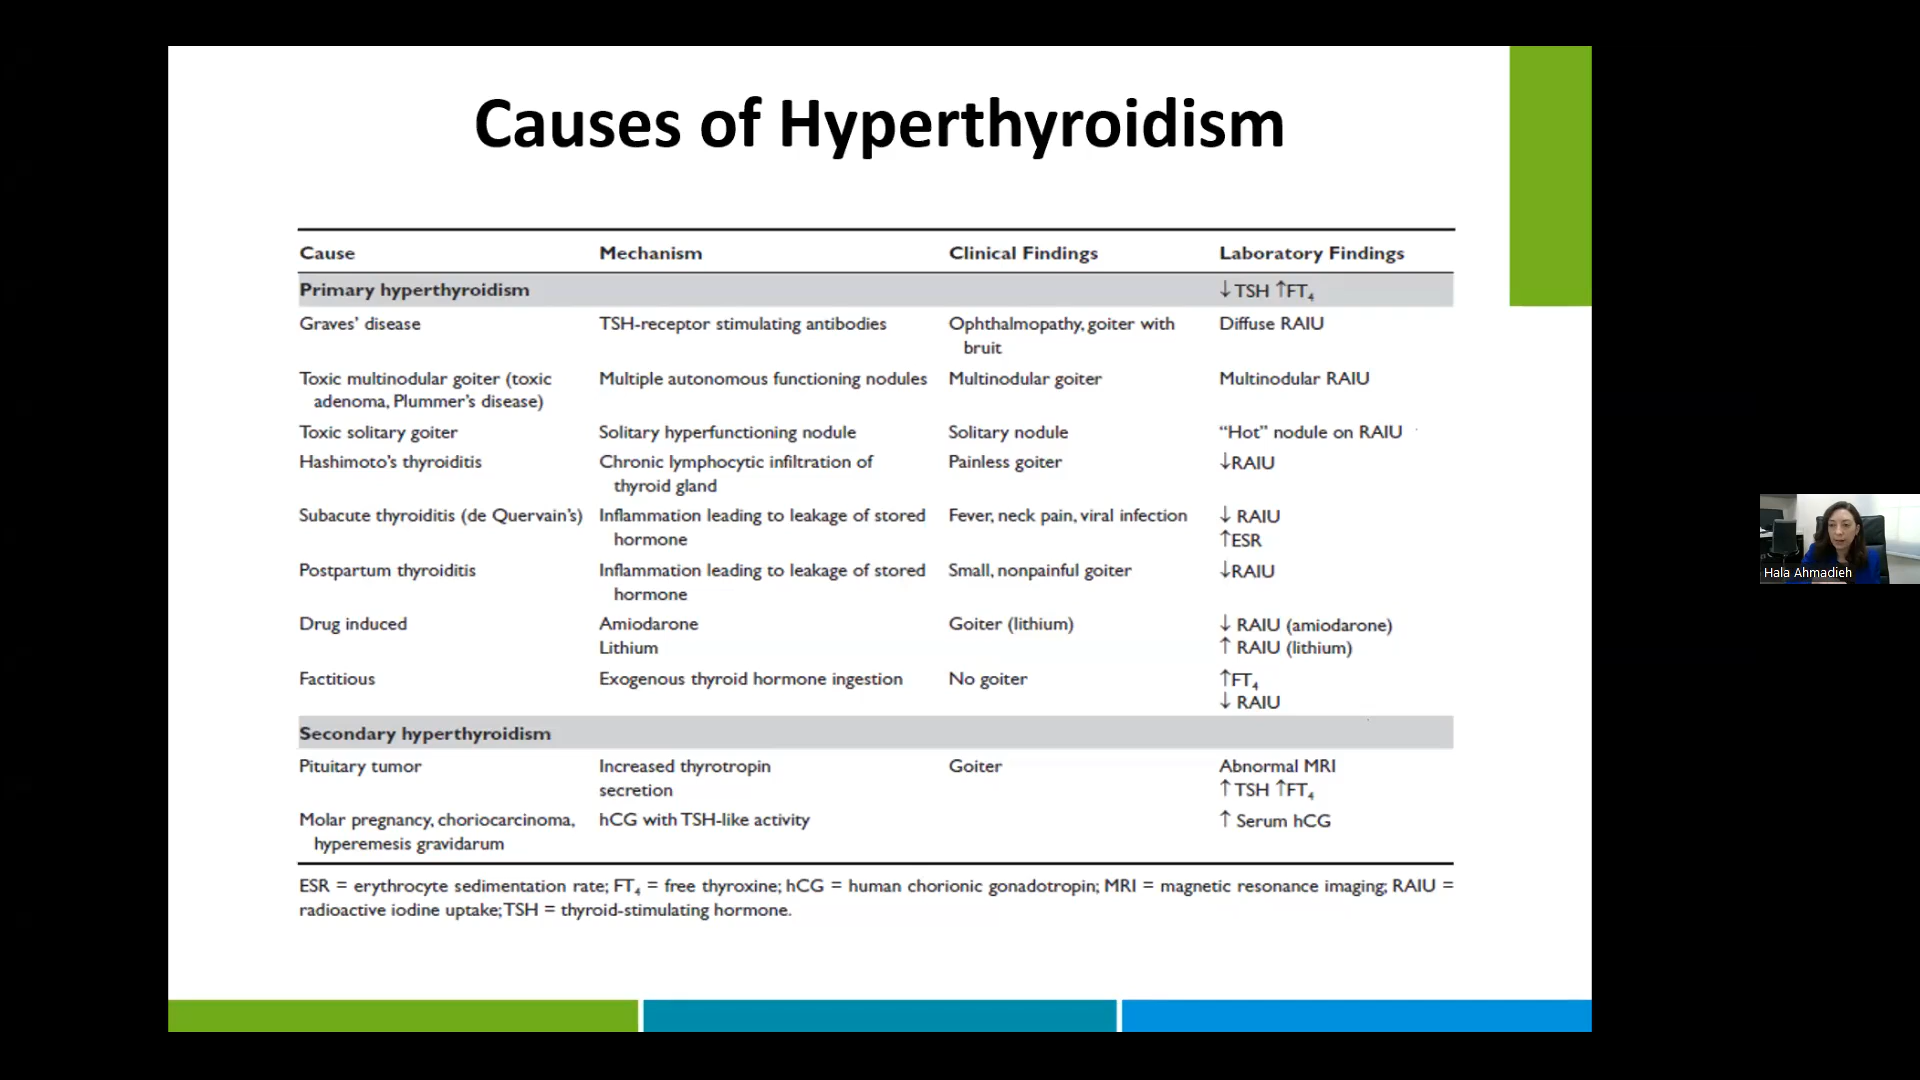 Causes of Hyperthyroidism
Cause Mechanism Clinical Findings Laboratory Findings
Primary hyperthyroidism ↓TSH ↑FT4
Graves’ disease TSH-receptor stimulating antibodies Ophthalmopathy, goiter with Diffuse RAIU
bruit
Toxic multinodular goiter (toxic Multiple autonomous functioning nodules Multinodular goiter Multinodular RAIU
adenoma, Plummer’s disease)
Toxic solitary goiter Solitary hyperfunctioning nodule Solitary nodule “Hot” nodule on RAIU
Hashimoto’s thyroiditis Chronic lymphocytic infiltration of Painless goiter ↓RAIU
thyroid gland
Subacute thyroiditis (de Quervain’s) Inflammation leading to leakage of stored Fever, neck pain, viral infection ↓ RAIU
hormone ↑ESR
Postpartum thyroiditis Inflammation leading to leakage of stored Small, nonpainful goiter ↓RAIU
hormone
Drug induced Amiodarone Goiter (lithium) ↓ RAIU (amiodarone)
Lithium ↑ RAIU (lithium)
Factitious Exogenous thyroid hormone ingestion No goiter ↑FT4
↓ RAIU
Secondary hyperthyroidism
Pituitary tumor Increased thyrotropin Goiter Abnormal MRI
secretion ↑TSH ↑FT4
Molar pregnancy, choriocarcinoma, hCG with TSH-like activity ↑ Serum hCG
hyperemesis gravidarum
ESR = erythrocyte sedimentation rate; FT4 = free thyroxine; hCG = human chorionic gonadotropin; MRI = magnetic resonance imaging; RAIU =
radioactive iodine uptake; TSH = thyroid-stimulating hormone.
Hala Ahmadieh